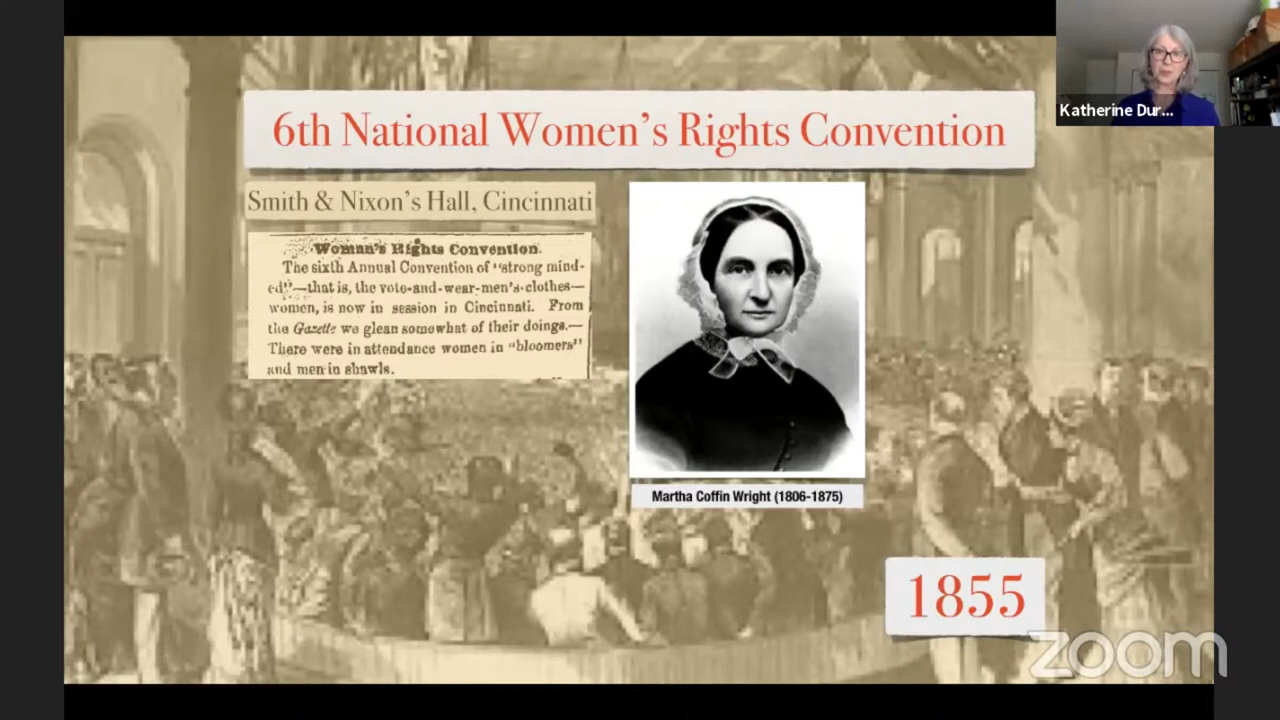 6th National Women's Rights Convention
Katherine Dur...
Smith & Nixon's Hall, Cincinnati
Woman's Rights Convention.
The sixth Annual Convention of "strong mind-
ed"—that is, the vote-and-wear-men's-clothes—
women, is now in session in Cincinnati. From
the Gazette we glean somewhat of their doings.—
There were in attendance women in "bloomers"
and men in shawls.
Martha Coffin Wright (1806-1875)
1855
zoom